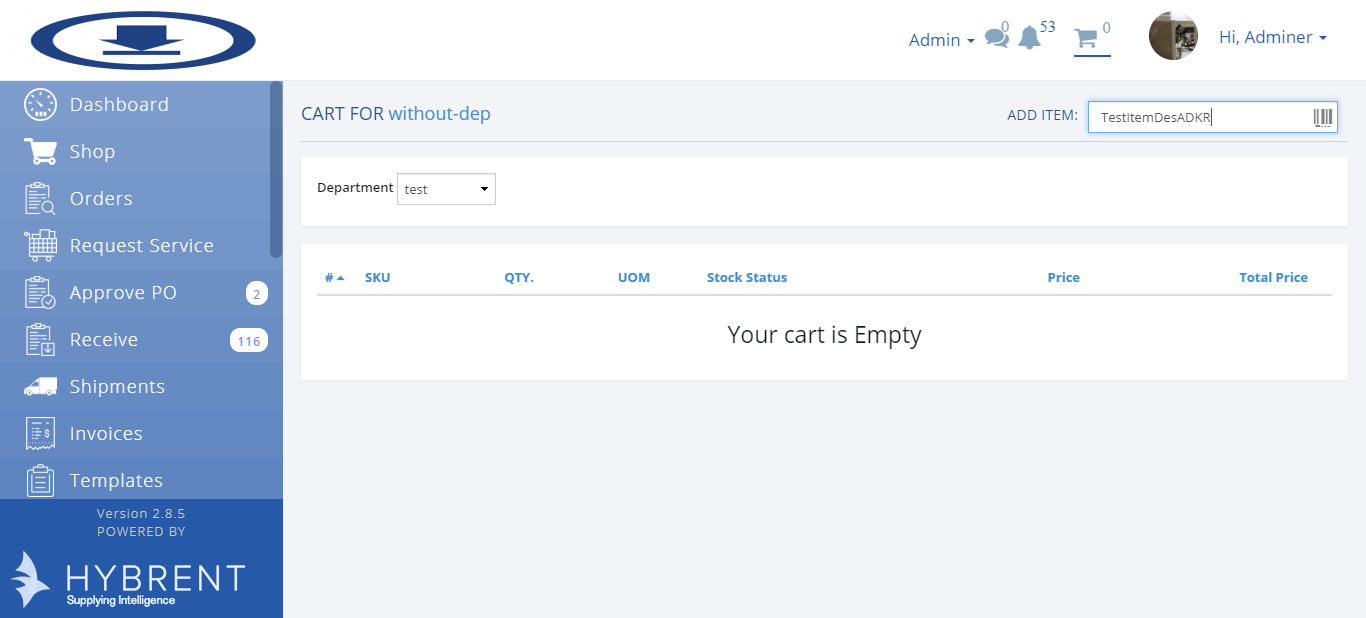 Admin
0
53
0
Hi, Adminer
Dashboard
Shop
Orders
Request Service
Approve PO 2
Receive 116
Shipments
Invoices
Templates
Version 2.8.5
POWERED BY
HYBRENT
Supplying Intelligence
CART FOR without-dep
ADD ITEM: TestItemDesADKR
Department test
# SKU QTY. UOM Stock Status Price Total Price
Your cart is Empty